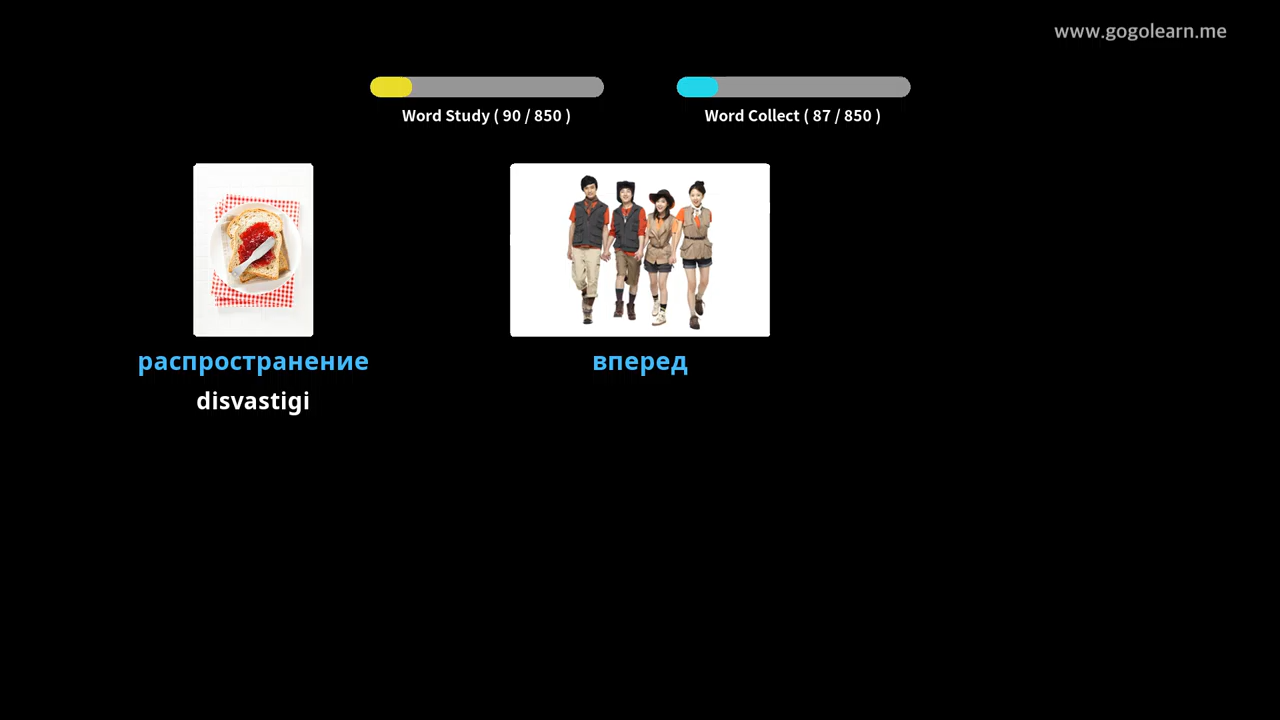 www.gogolearn.me
Word Study ( 90 / 850 )
Word Collect ( 87 / 850 )
распространение
disvastigi
вперед